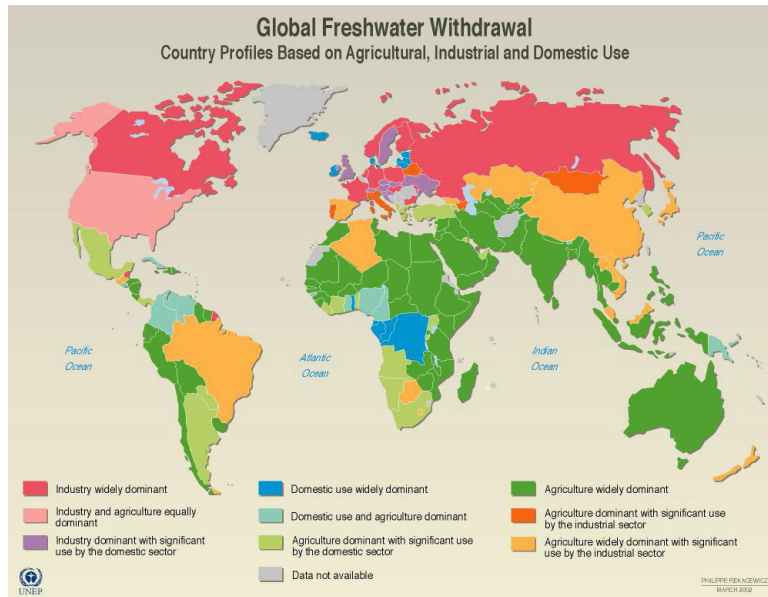 Global Freshwater Withdrawal
Country Profiles Based on Agricultural, Industrial and Domestic Use
Pacific
Ocean
Pacific
Ocean
Atlantic
Ocean
Indian
Ocean
Industry widely dominant
Industry and agriculture equally
dominant
Industry dominant with significant
use by the domestic sector
Domestic use widely dominant
Domestic use and agriculture dominant
Agriculture dominant with significant use
by the domestic sector
Data not available
Agriculture widely dominant
Agriculture dominant with significant use
by the industrial sector
Agriculture widely dominant with significant
use by the industrial sector
UNEP
PHILIPPE REKACEWICZ
MARCH 2002